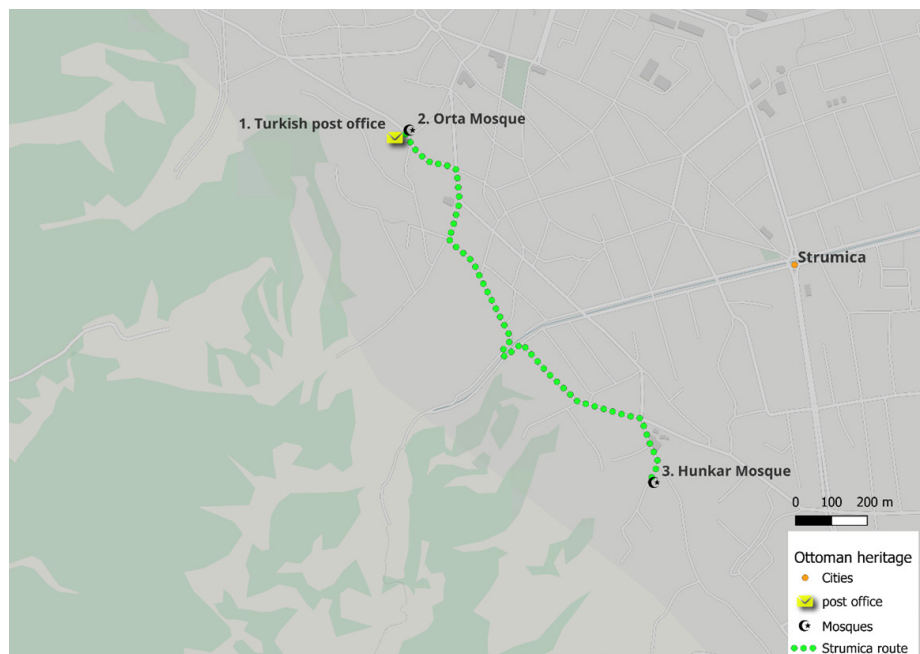 1. Turkish post office
2. Orta Mosque
Strumica
3. Hunkar Mosque
0 100 200 m
Ottoman heritage
Cities
post office
Mosques
Strumica route